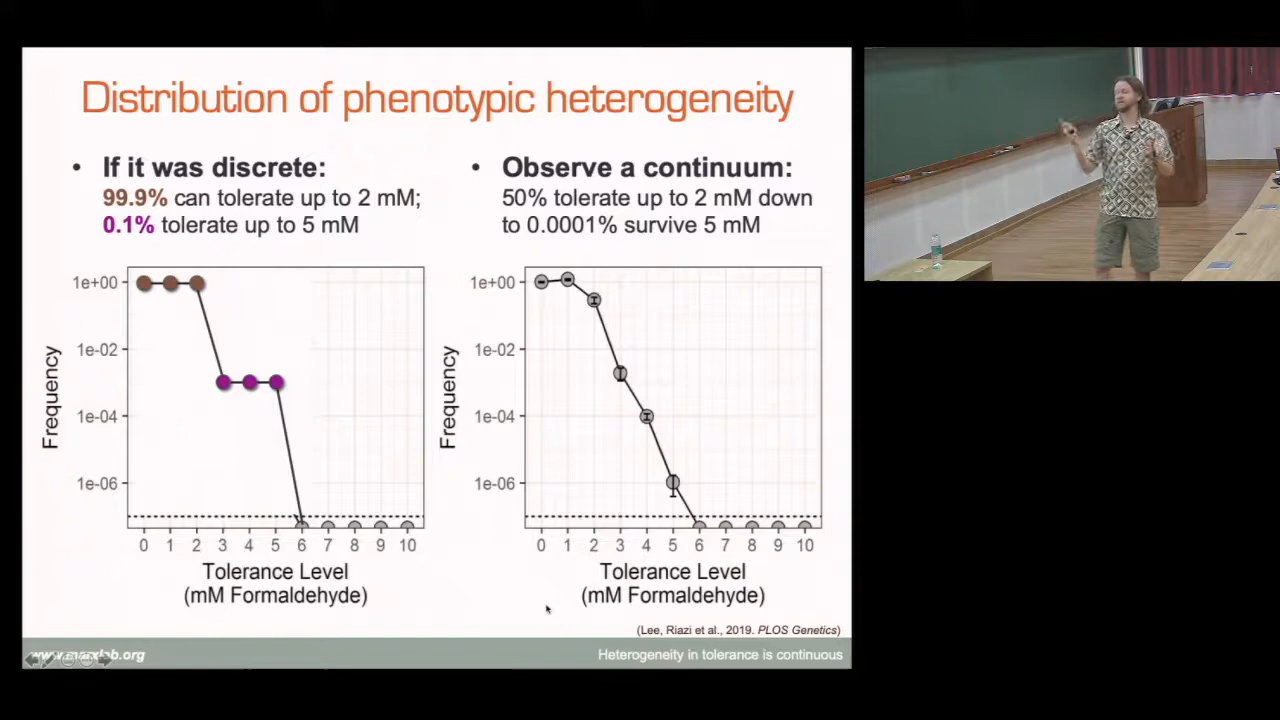 Distribution of phenotypic heterogeneity
• If it was discrete:
99.9% can tolerate up to 2 mM;
0.1% tolerate up to 5 mM
• Observe a continuum:
50% tolerate up to 2 mM down
to 0.0001% survive 5 mM
Frequency
1e+00
1e-02
1e-04
1e-06
0 1 2 3 4 5 6 7 8 9 10
Tolerance Level
(mM Formaldehyde)
Frequency
1e+00
1e-02
1e-04
1e-06
0 1 2 3 4 5 6 7 8 9 10
Tolerance Level
(mM Formaldehyde)
(Lee, Riazi et al., 2019. PLOS Genetics)
www.marxlab.org
Heterogeneity in tolerance is continuous